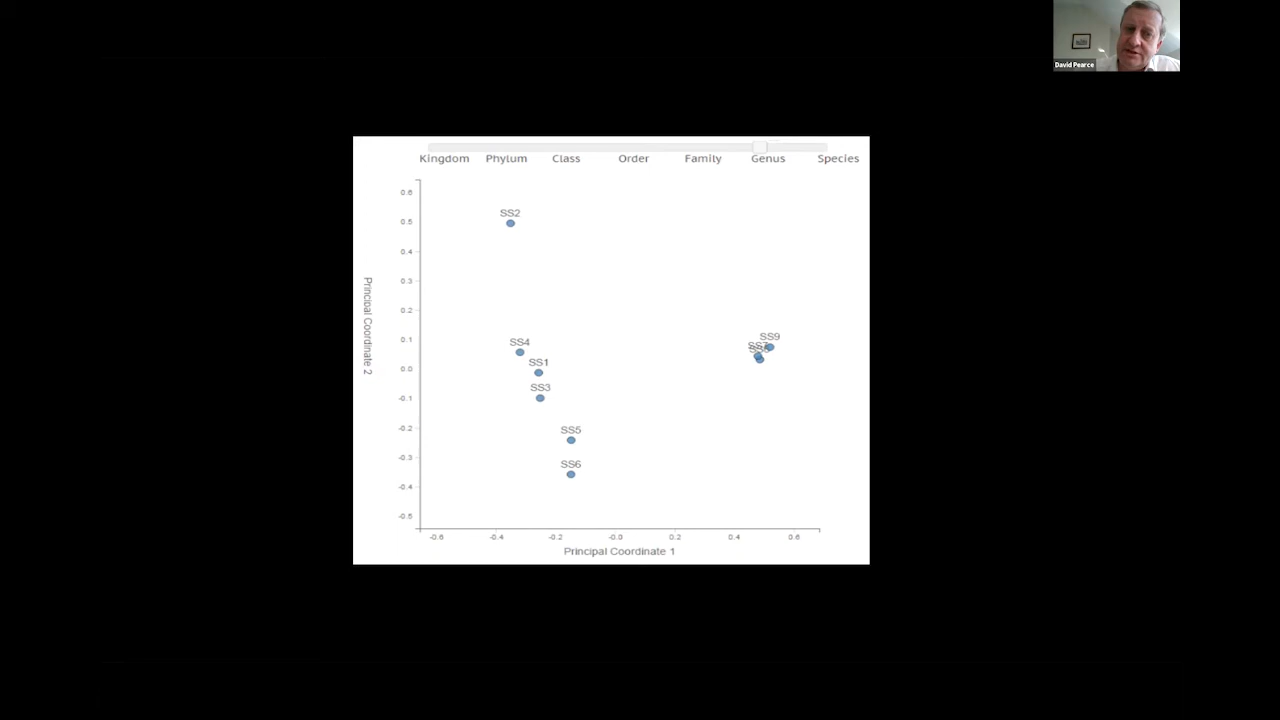 David Pearce
Kingdom Phylum Class Order Family Genus Species
0.6
0.5
0.4
0.3
0.2
0.1
0.0
-0.1
-0.2
-0.3
-0.4
-0.5
Principal Coordinate 2
SS2
SS4
SS1
SS3
SS5
SS6
SS9
SS7
-0.6 -0.4 -0.2 -0.0 0.2 0.4 0.6
Principal Coordinate 1